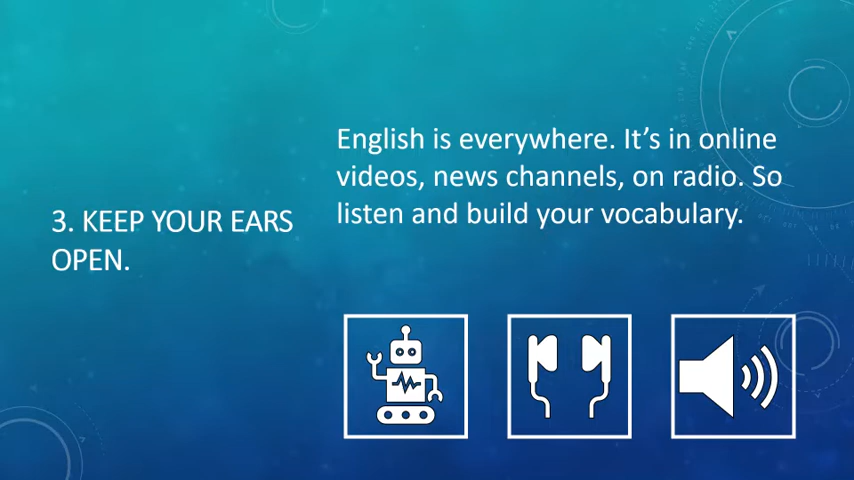 3. KEEP YOUR EARS
OPEN.
English is everywhere. It’s in online
videos, news channels, on radio. So
listen and build your vocabulary.